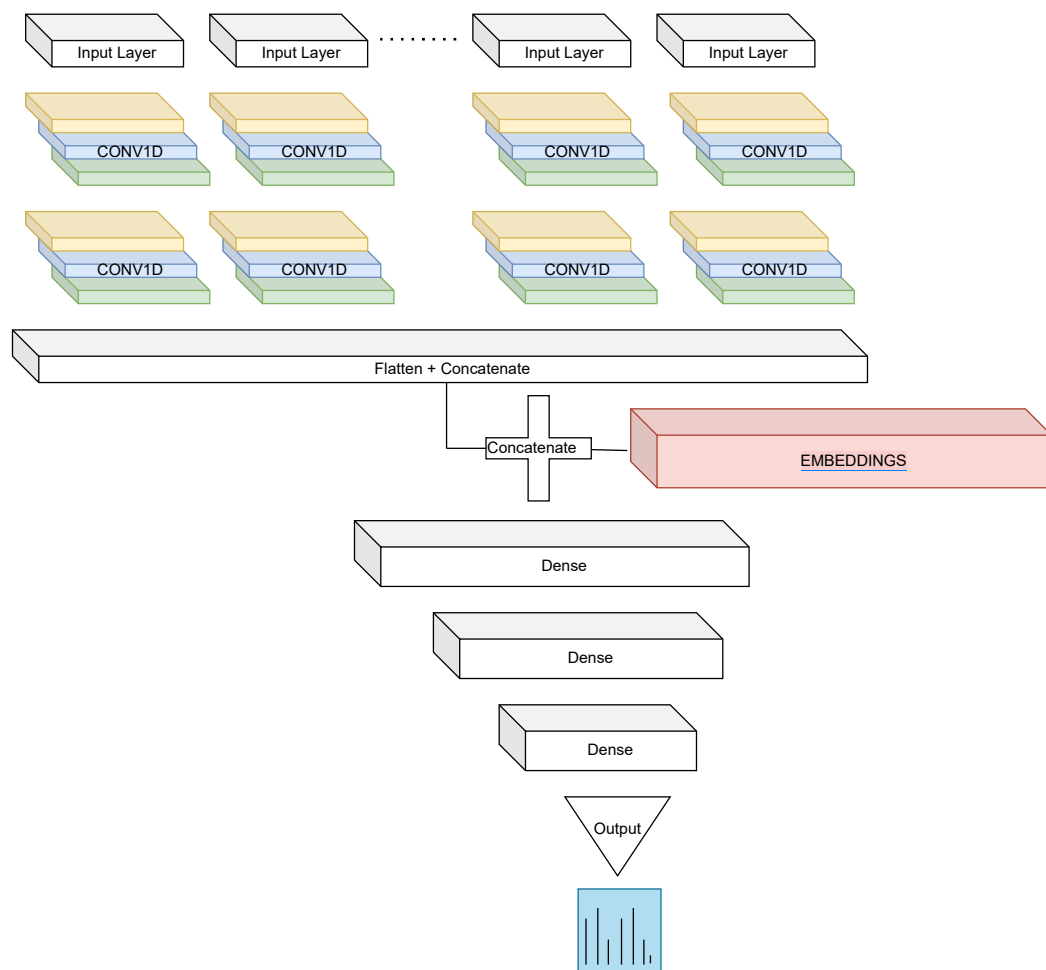 Input Layer
Input Layer
Input Layer
Input Layer
CONV1D
CONV1D
CONV1D
CONV1D
CONV1D
CONV1D
CONV1D
CONV1D
Flatten + Concatenate
Concatenate
EMBEDDINGS
Dense
Dense
Dense
Output